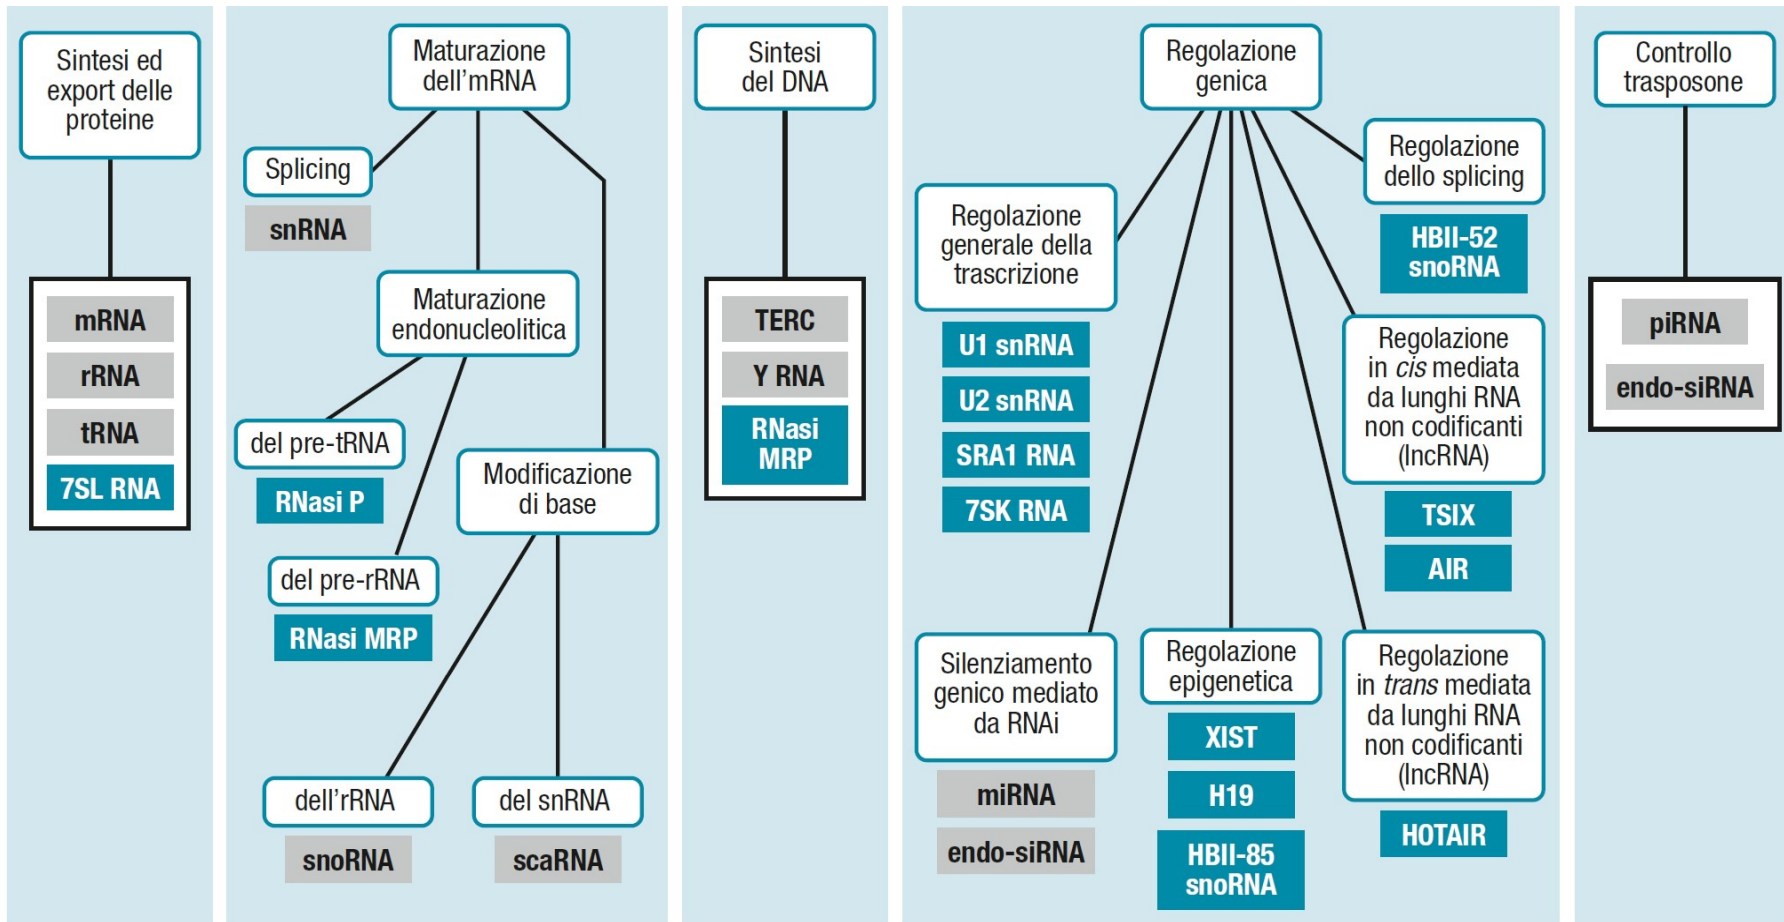 Sintesi ed
export delle
proteine
mRNA
rRNA
tRNA
7SL RNA
Maturazione
dell'mRNA
Splicing
snRNA
Maturazione
endonucleolitica
del pre-tRNA
RNasi P
del pre-rRNA
RNasi MRP
Modificazione
di base
dell'rRNA
snoRNA
del snRNA
scaRNA
Sintesi
del DNA
TERC
Y RNA
RNasi
MRP
Regolazione
genica
Regolazione
generale della
trascrizione
U1 snRNA
U2 snRNA
SRA1 RNA
7SK RNA
Silenziamento
genico mediato
da RNAi
miRNA
endo-siRNA
Regolazione
epigenetica
XIST
H19
HBII-85
snoRNA
Regolazione
dello splicing
HBII-52
snoRNA
Regolazione
in cis mediata
da lunghi RNA
non codificanti
(lncRNA)
TSIX
AIR
Regolazione
in trans mediata
da lunghi RNA
non codificanti
(lncRNA)
HOTAIR
Controllo
trasposone
piRNA
endo-siRNA